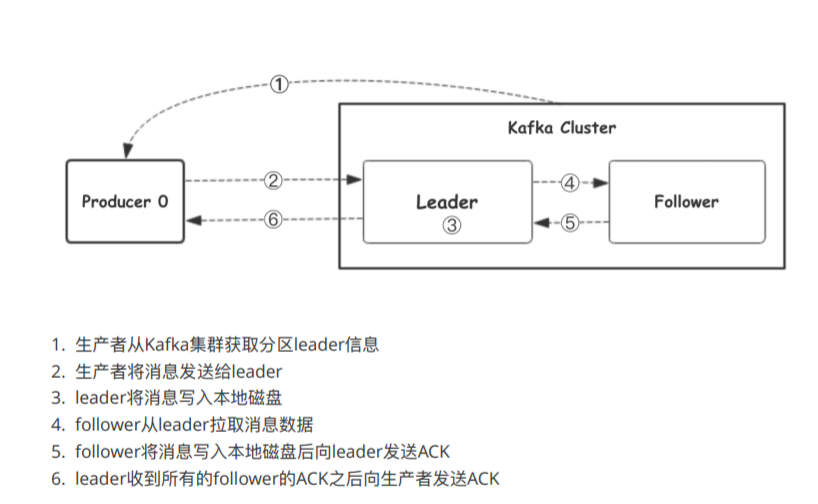 ①
Kafka Cluster
②
④
Producer 0
Leader
Follower
③
⑥
⑤
1. 生产者从Kafka集群获取分区leader信息
2. 生产者将消息发送给leader
3. leader将消息写入本地磁盘
4. follower从leader拉取消息数据
5. follower将消息写入本地磁盘后向leader发送ACK
6. leader收到所有的follower的ACK之后向生产者发送ACK